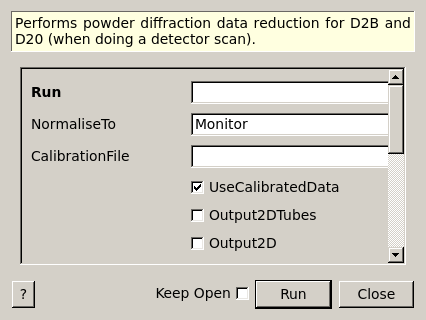 Performs powder diffraction data reduction for D2B and
D20 (when doing a detector scan).
Run
NormaliseTo Monitor
CalibrationFile
UseCalibratedData
Output2DTubes
Output2D
? Keep Open Run Close